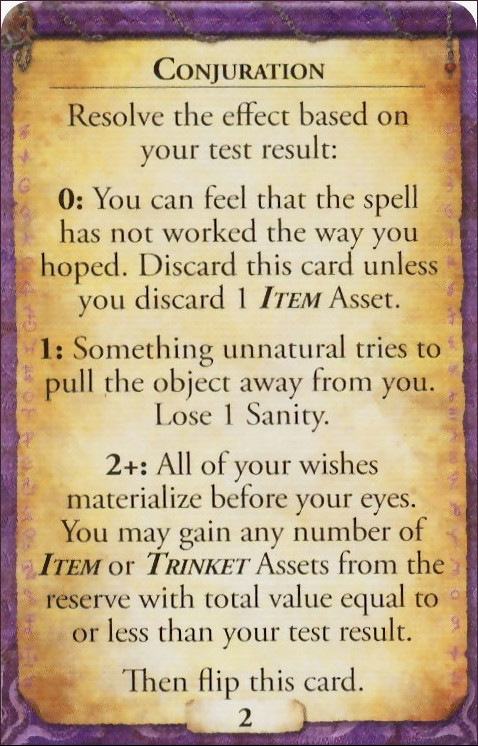 CONJURATION
Resolve the effect based on
your test result:
0: You can feel that the spell
has not worked the way you
hoped. Discard this card unless
you discard 1 ITEM Asset.
1: Something unnatural tries to
pull the object away from you.
Lose 1 Sanity.
2+: All of your wishes
materialize before your eyes.
You may gain any number of
ITEM or TRINKET Assets from the
reserve with total value equal to
or less than your test result.
Then flip this card.
2